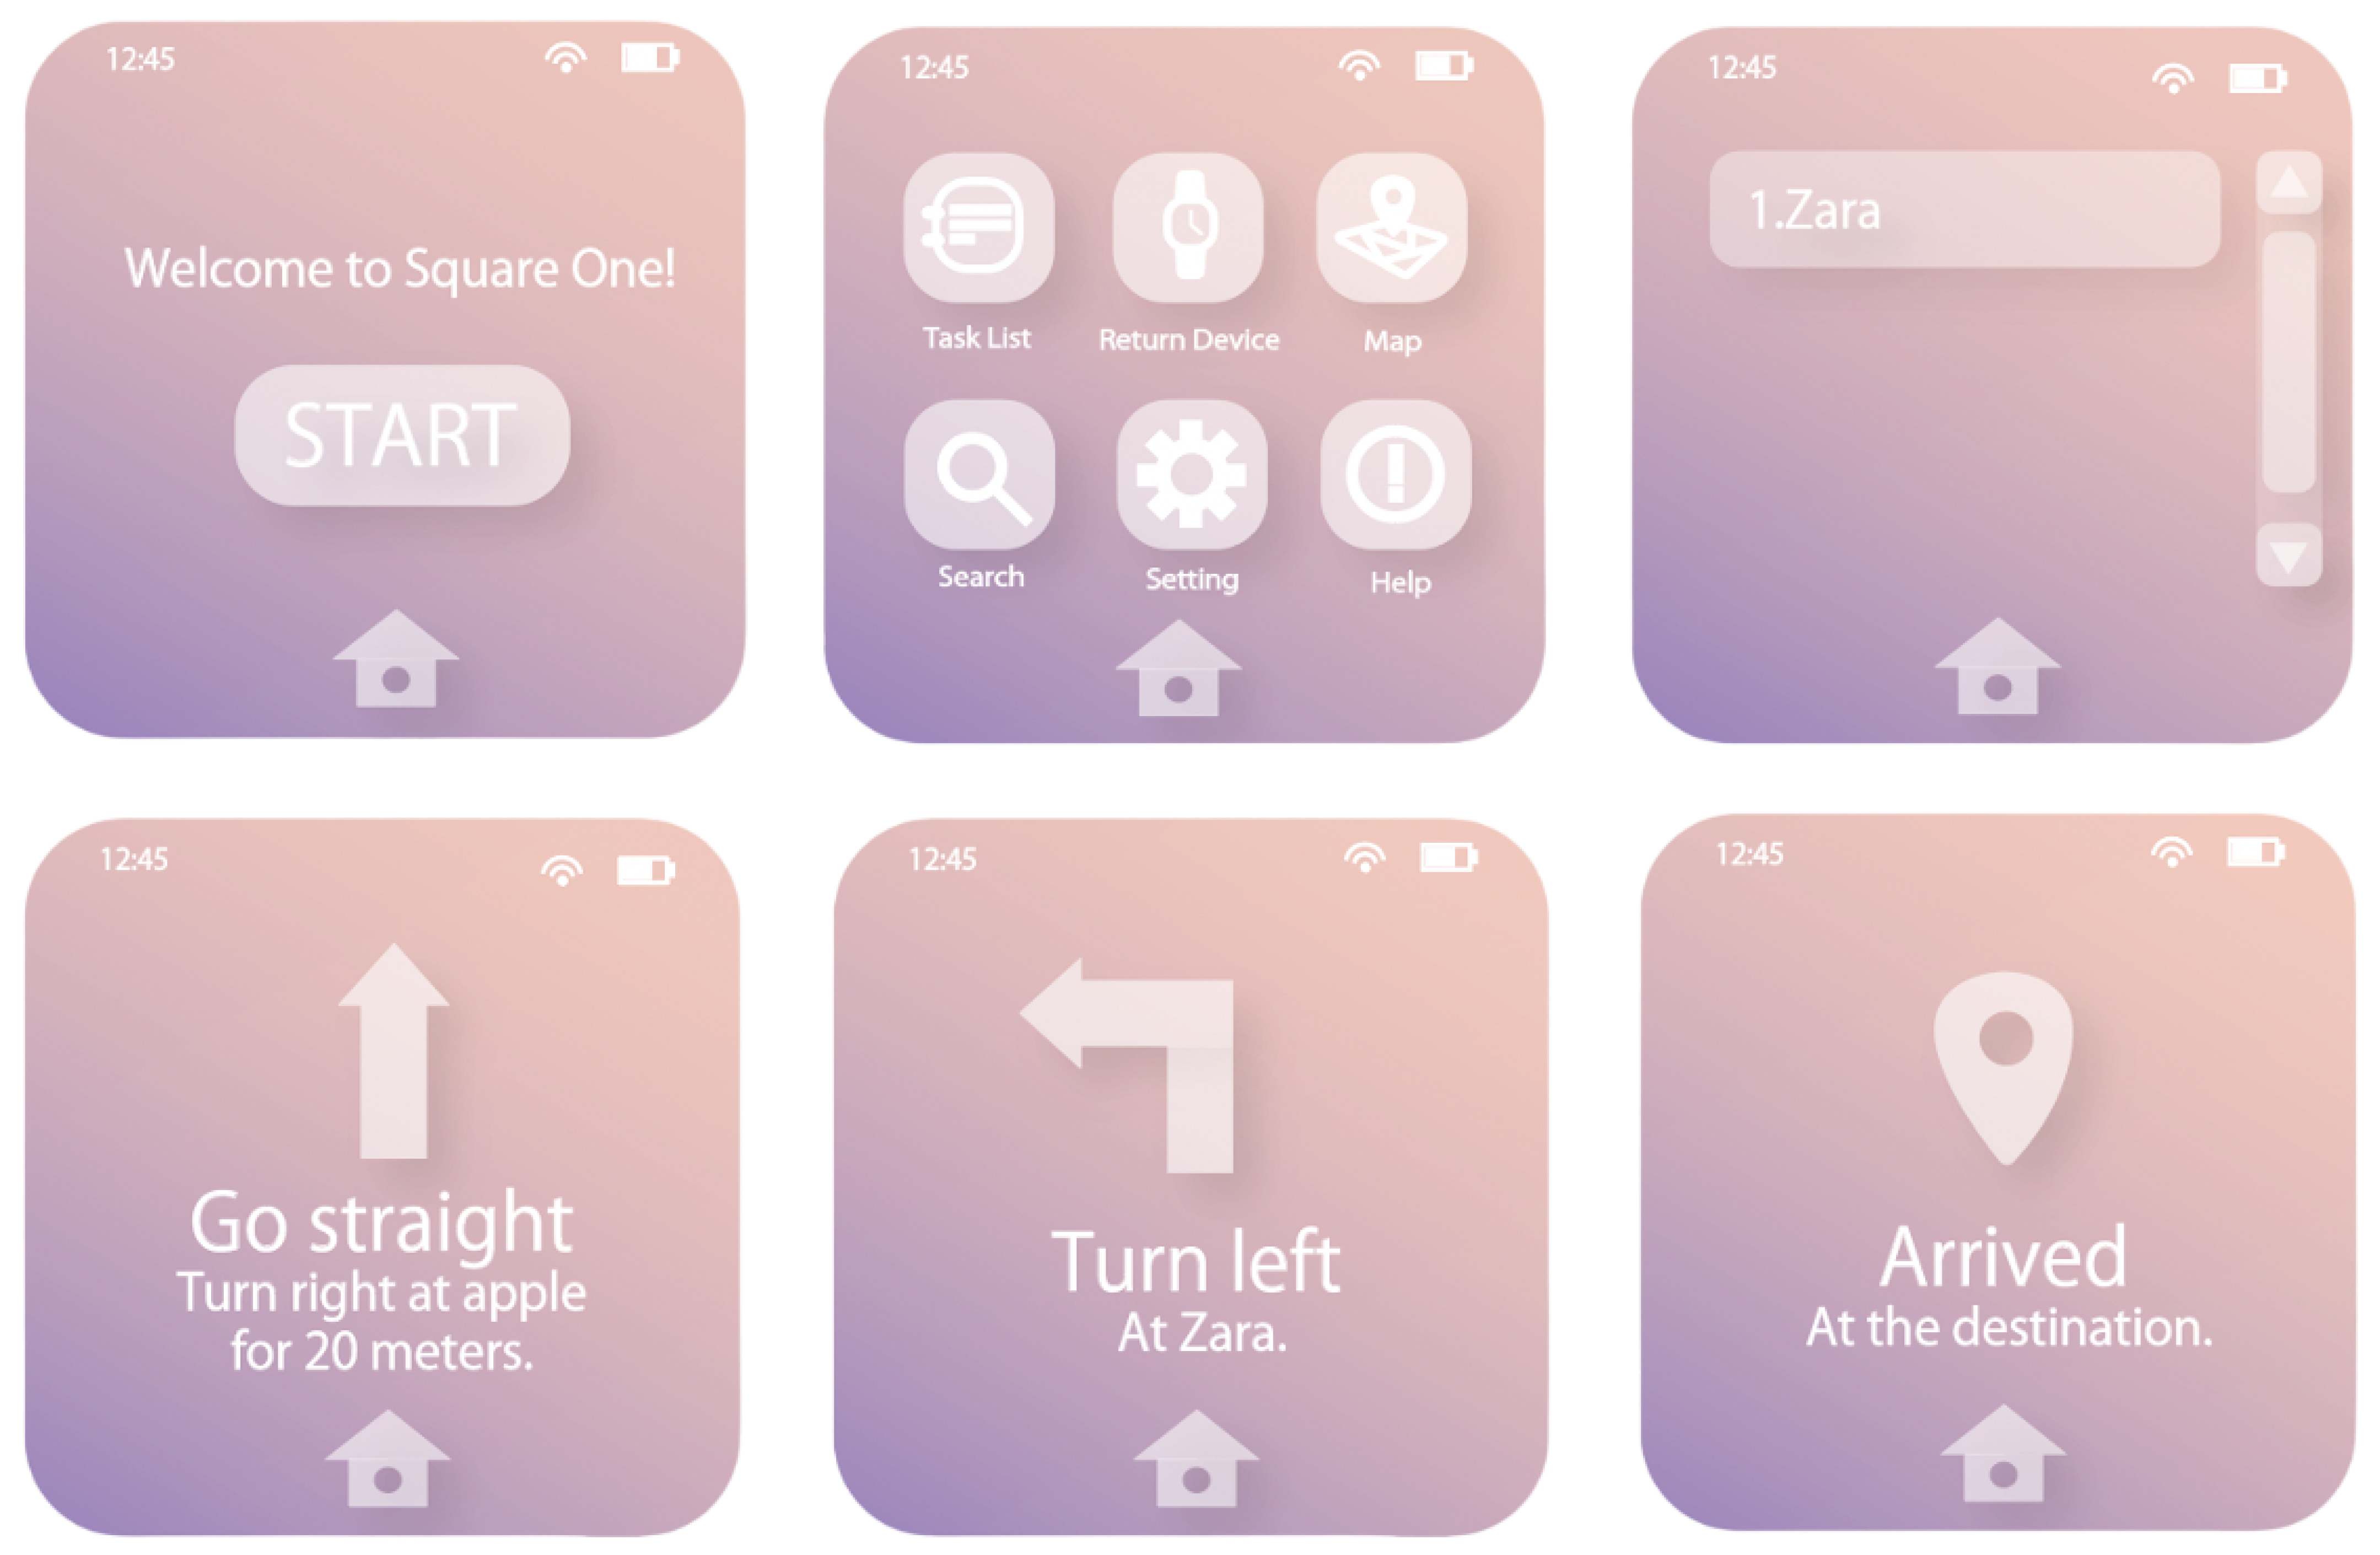 12:45
Welcome to Square One!
START
12:45
Task List
Return Device
Map
Search
Setting
Help
12:45
1.Zara
12:45
Go straight
Turn right at apple
for 20 meters.
12:45
Turn left
At Zara.
12:45
Arrived
At the destination.